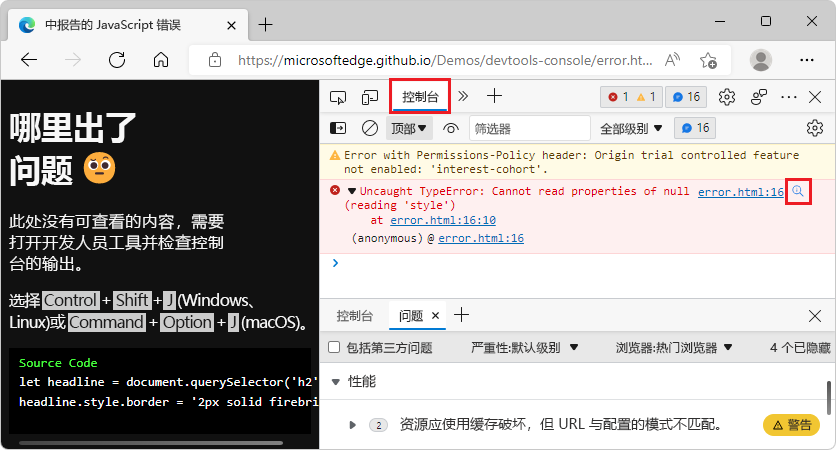 中报告的 JavaScript 错误
https://microsoftedge.github.io/Demos/devtools-console/error.ht...
哪里出了
问题
此处没有可查看的内容，需要
打开开发人员工具并检查控制
台的输出。
选择 Control + Shift + J (Windows、
Linux)或 Command + Option + J (macOS)。
Source Code
let headline = document.querySelector('h2'
headline.style.border = '2px solid firebri
控制台
1 1 16
顶部 筛选器 全部级别 16
Error with Permissions-Policy header: Origin trial controlled feature
not enabled: 'interest-cohort'.
Uncaught TypeError: Cannot read properties of null error.html:16
(reading 'style')
at error.html:16:10
(anonymous) @ error.html:16
控制台 问题
包括第三方问题 严重性:默认级别 浏览器:热门浏览器 4 个已隐藏
性能
2 资源应使用缓存破坏，但 URL 与配置的模式不匹配。 警告